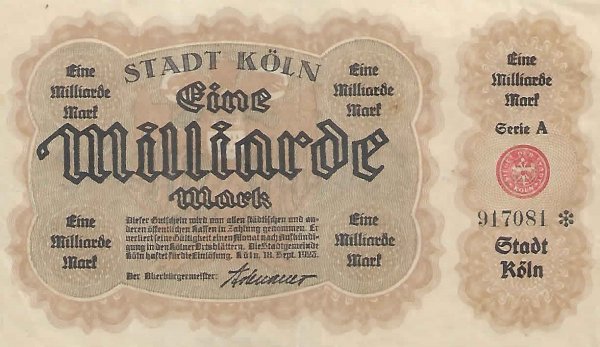 STADT KÖLN
Eine
Milliarde
Mark
Eine
Milliarde
Mark
Eine
Milliarde
Mark
Eine
Milliarde
Mark
Eine
Milliarde
Mark
Dieser Gutschein wird von allen städtischen und an-
deren öffentlichen Kassen in Zahlung genommen. Er
verliert seine Gültigkeit einen Monat nach Aufkündi-
gung in den Kölner Ortsblättern. Die Stadtgemeinde
Köln haftet für die Einlösung. Köln, 18. Sept. 1923.
Der Oberbürgermeister:
Eine
Milliarde
Mark
Serie A
917081 *
Stadt
Köln